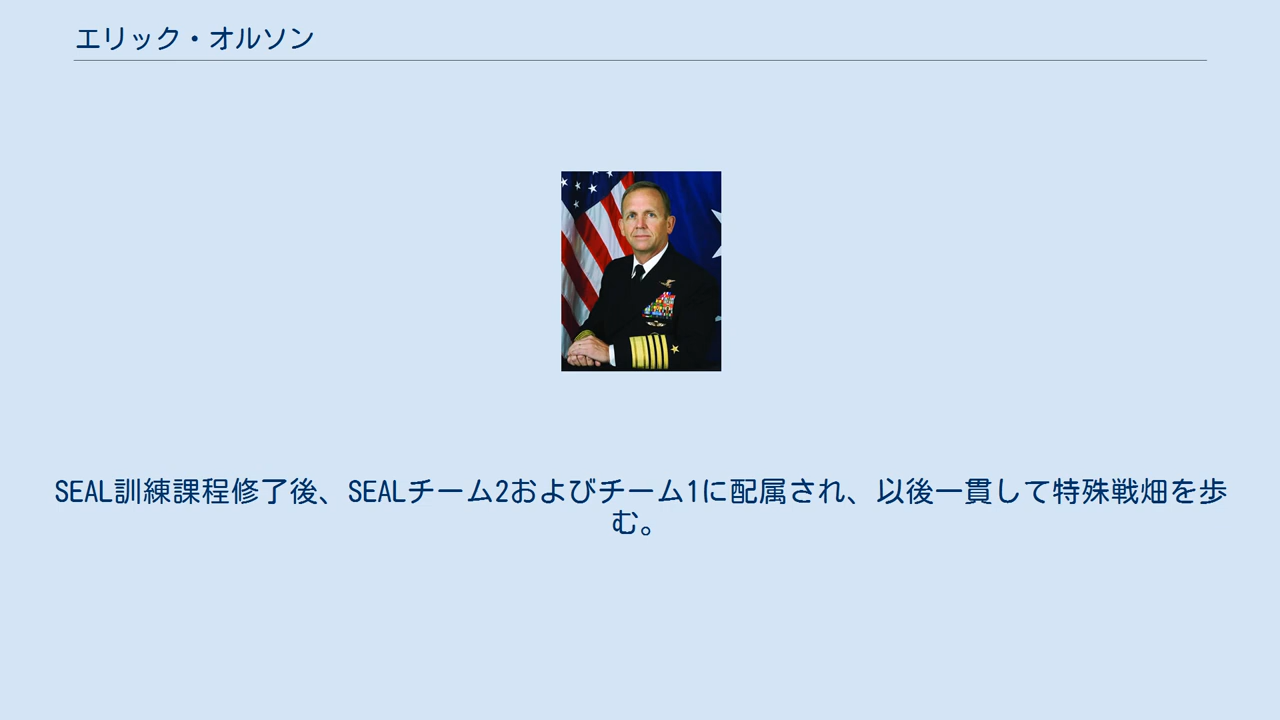 エリック・オルソン
SEAL訓練課程修了後、SEALチーム2およびチーム1に配属され、以後一貫して特殊戦畑を歩
む。